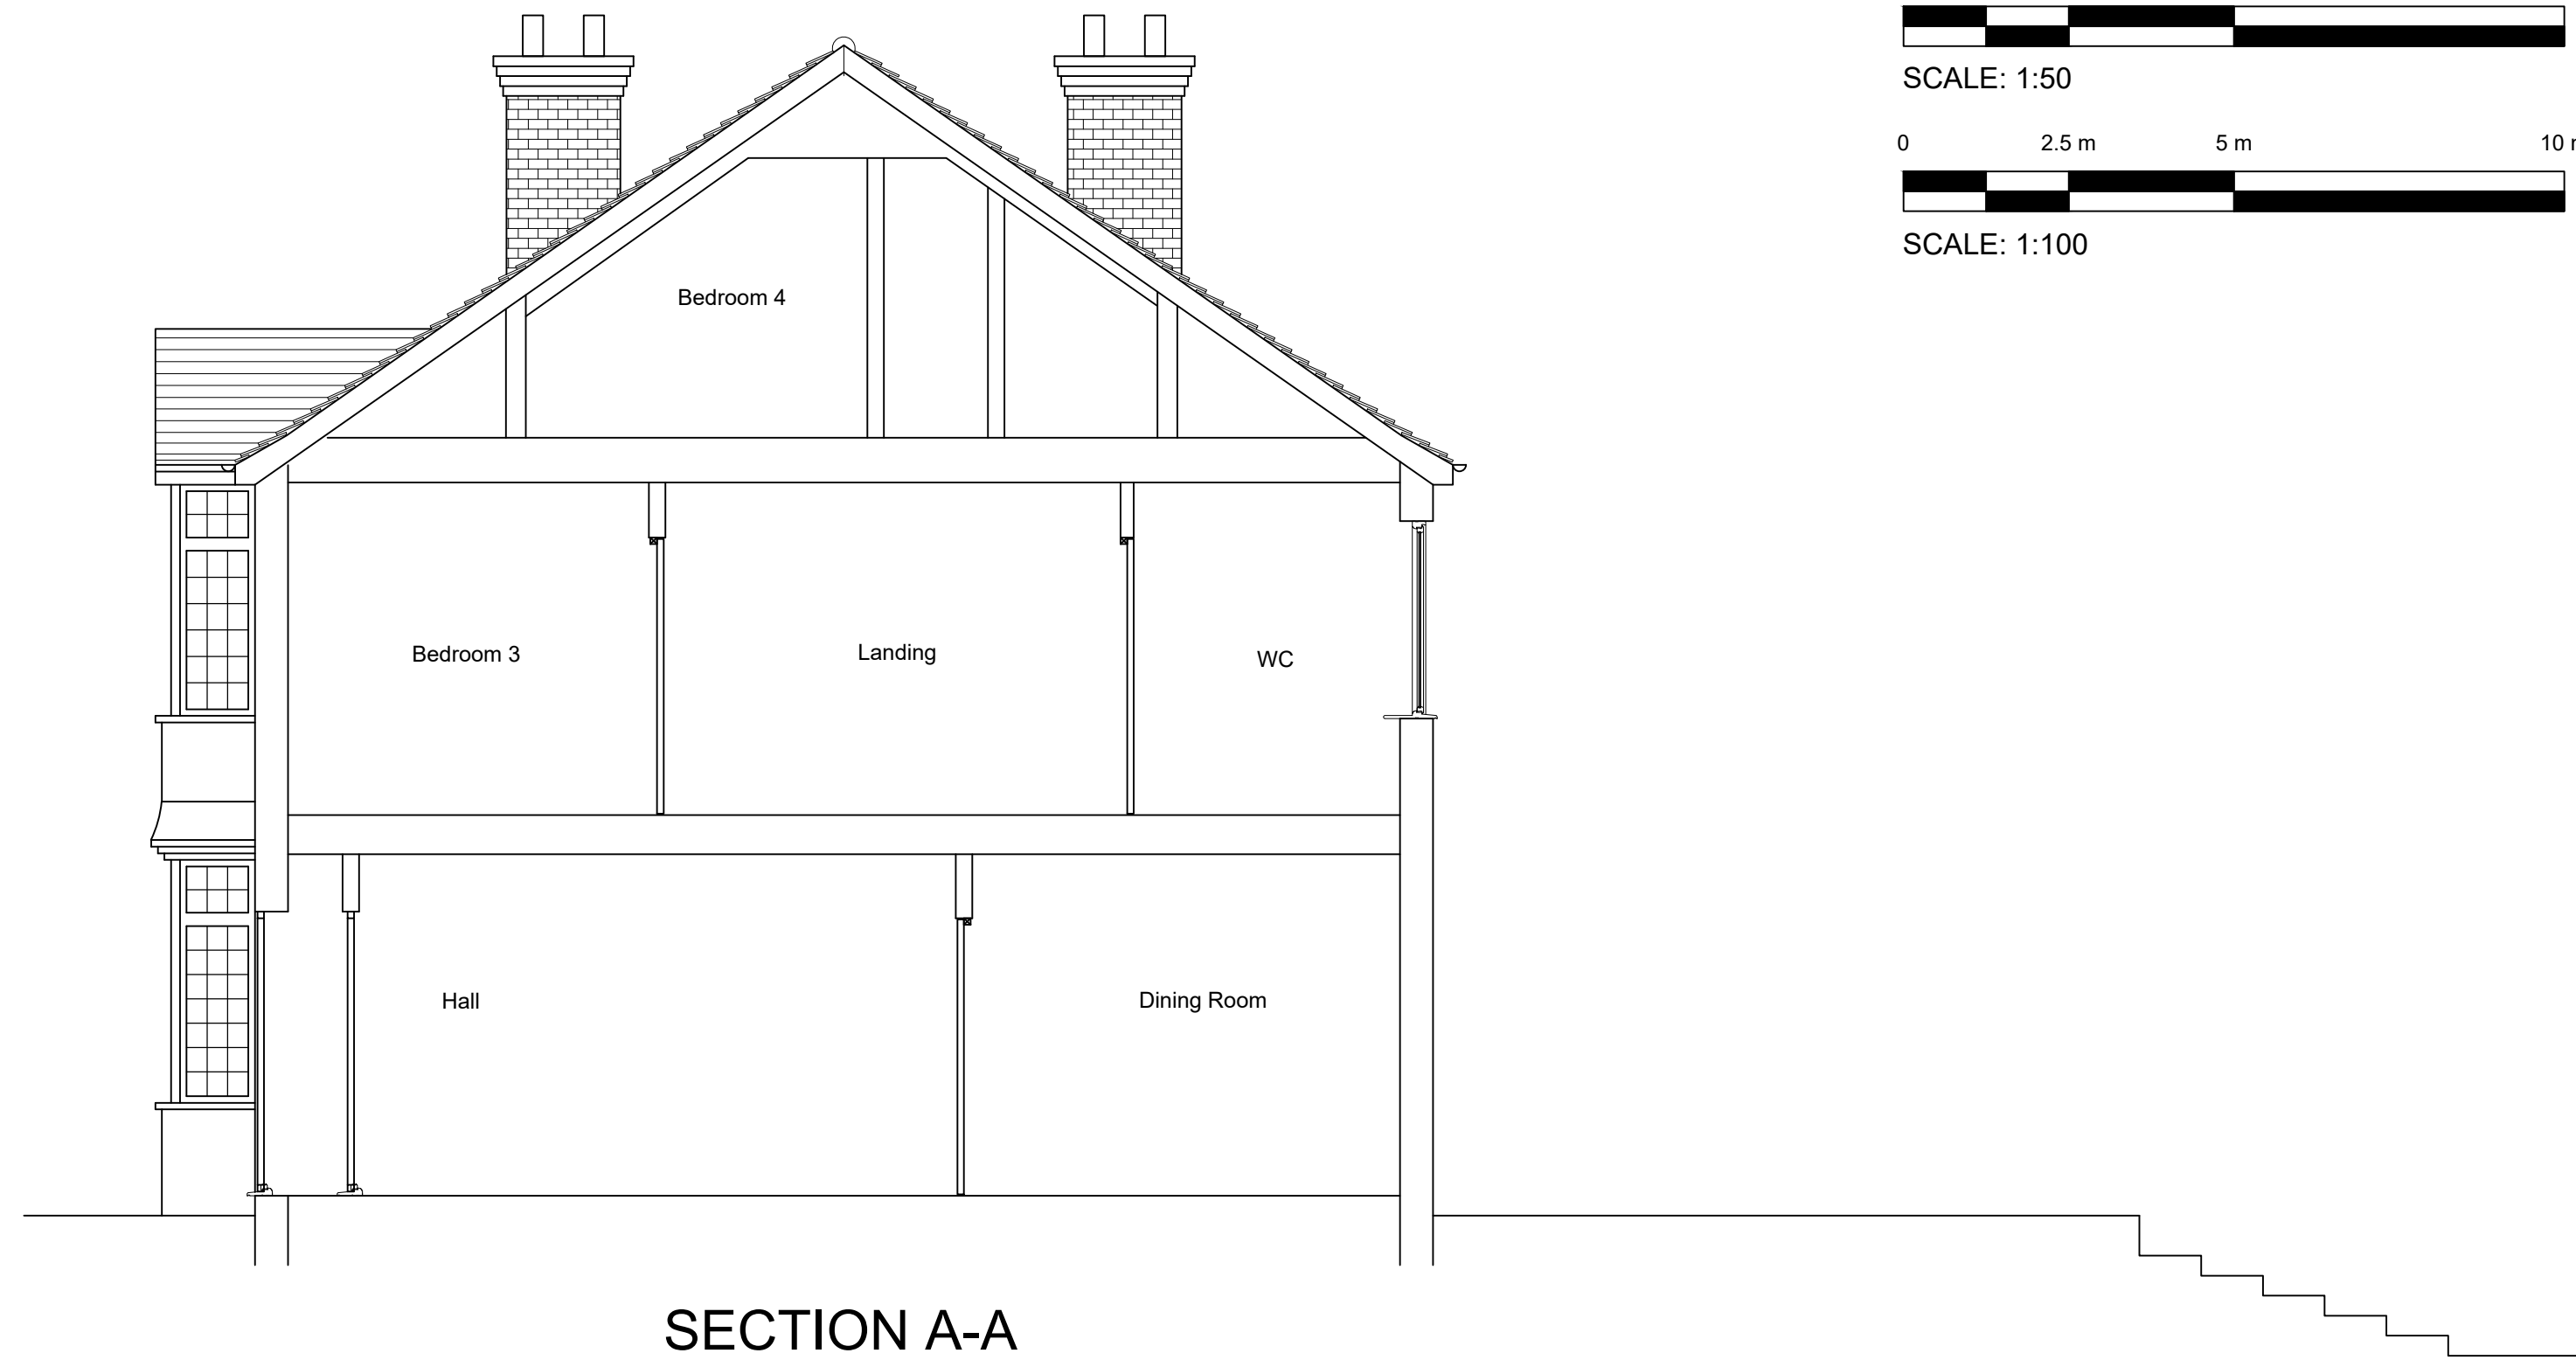 SCALE: 1:50
0 2.5 m 5 m 10
SCALE: 1:100
Bedroom 4
Bedroom 3
Landing
WC
Hall
Dining Room
SECTION A-A